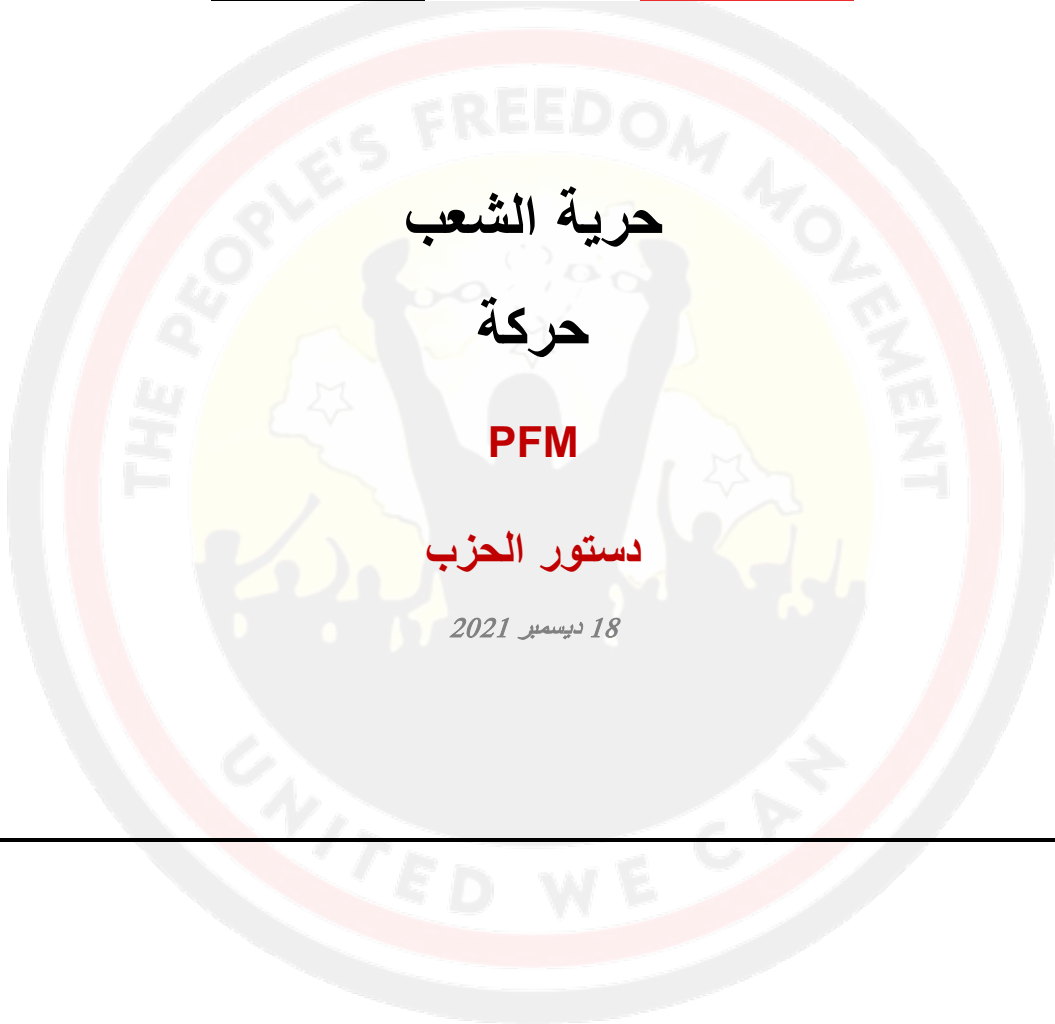 THE PEOPLE'S FREEDOM MOVEMENT
حرية الشعب
حركة
PFM
دستور الحزب
18 ديسمبر 2021
UNITED WE CAN